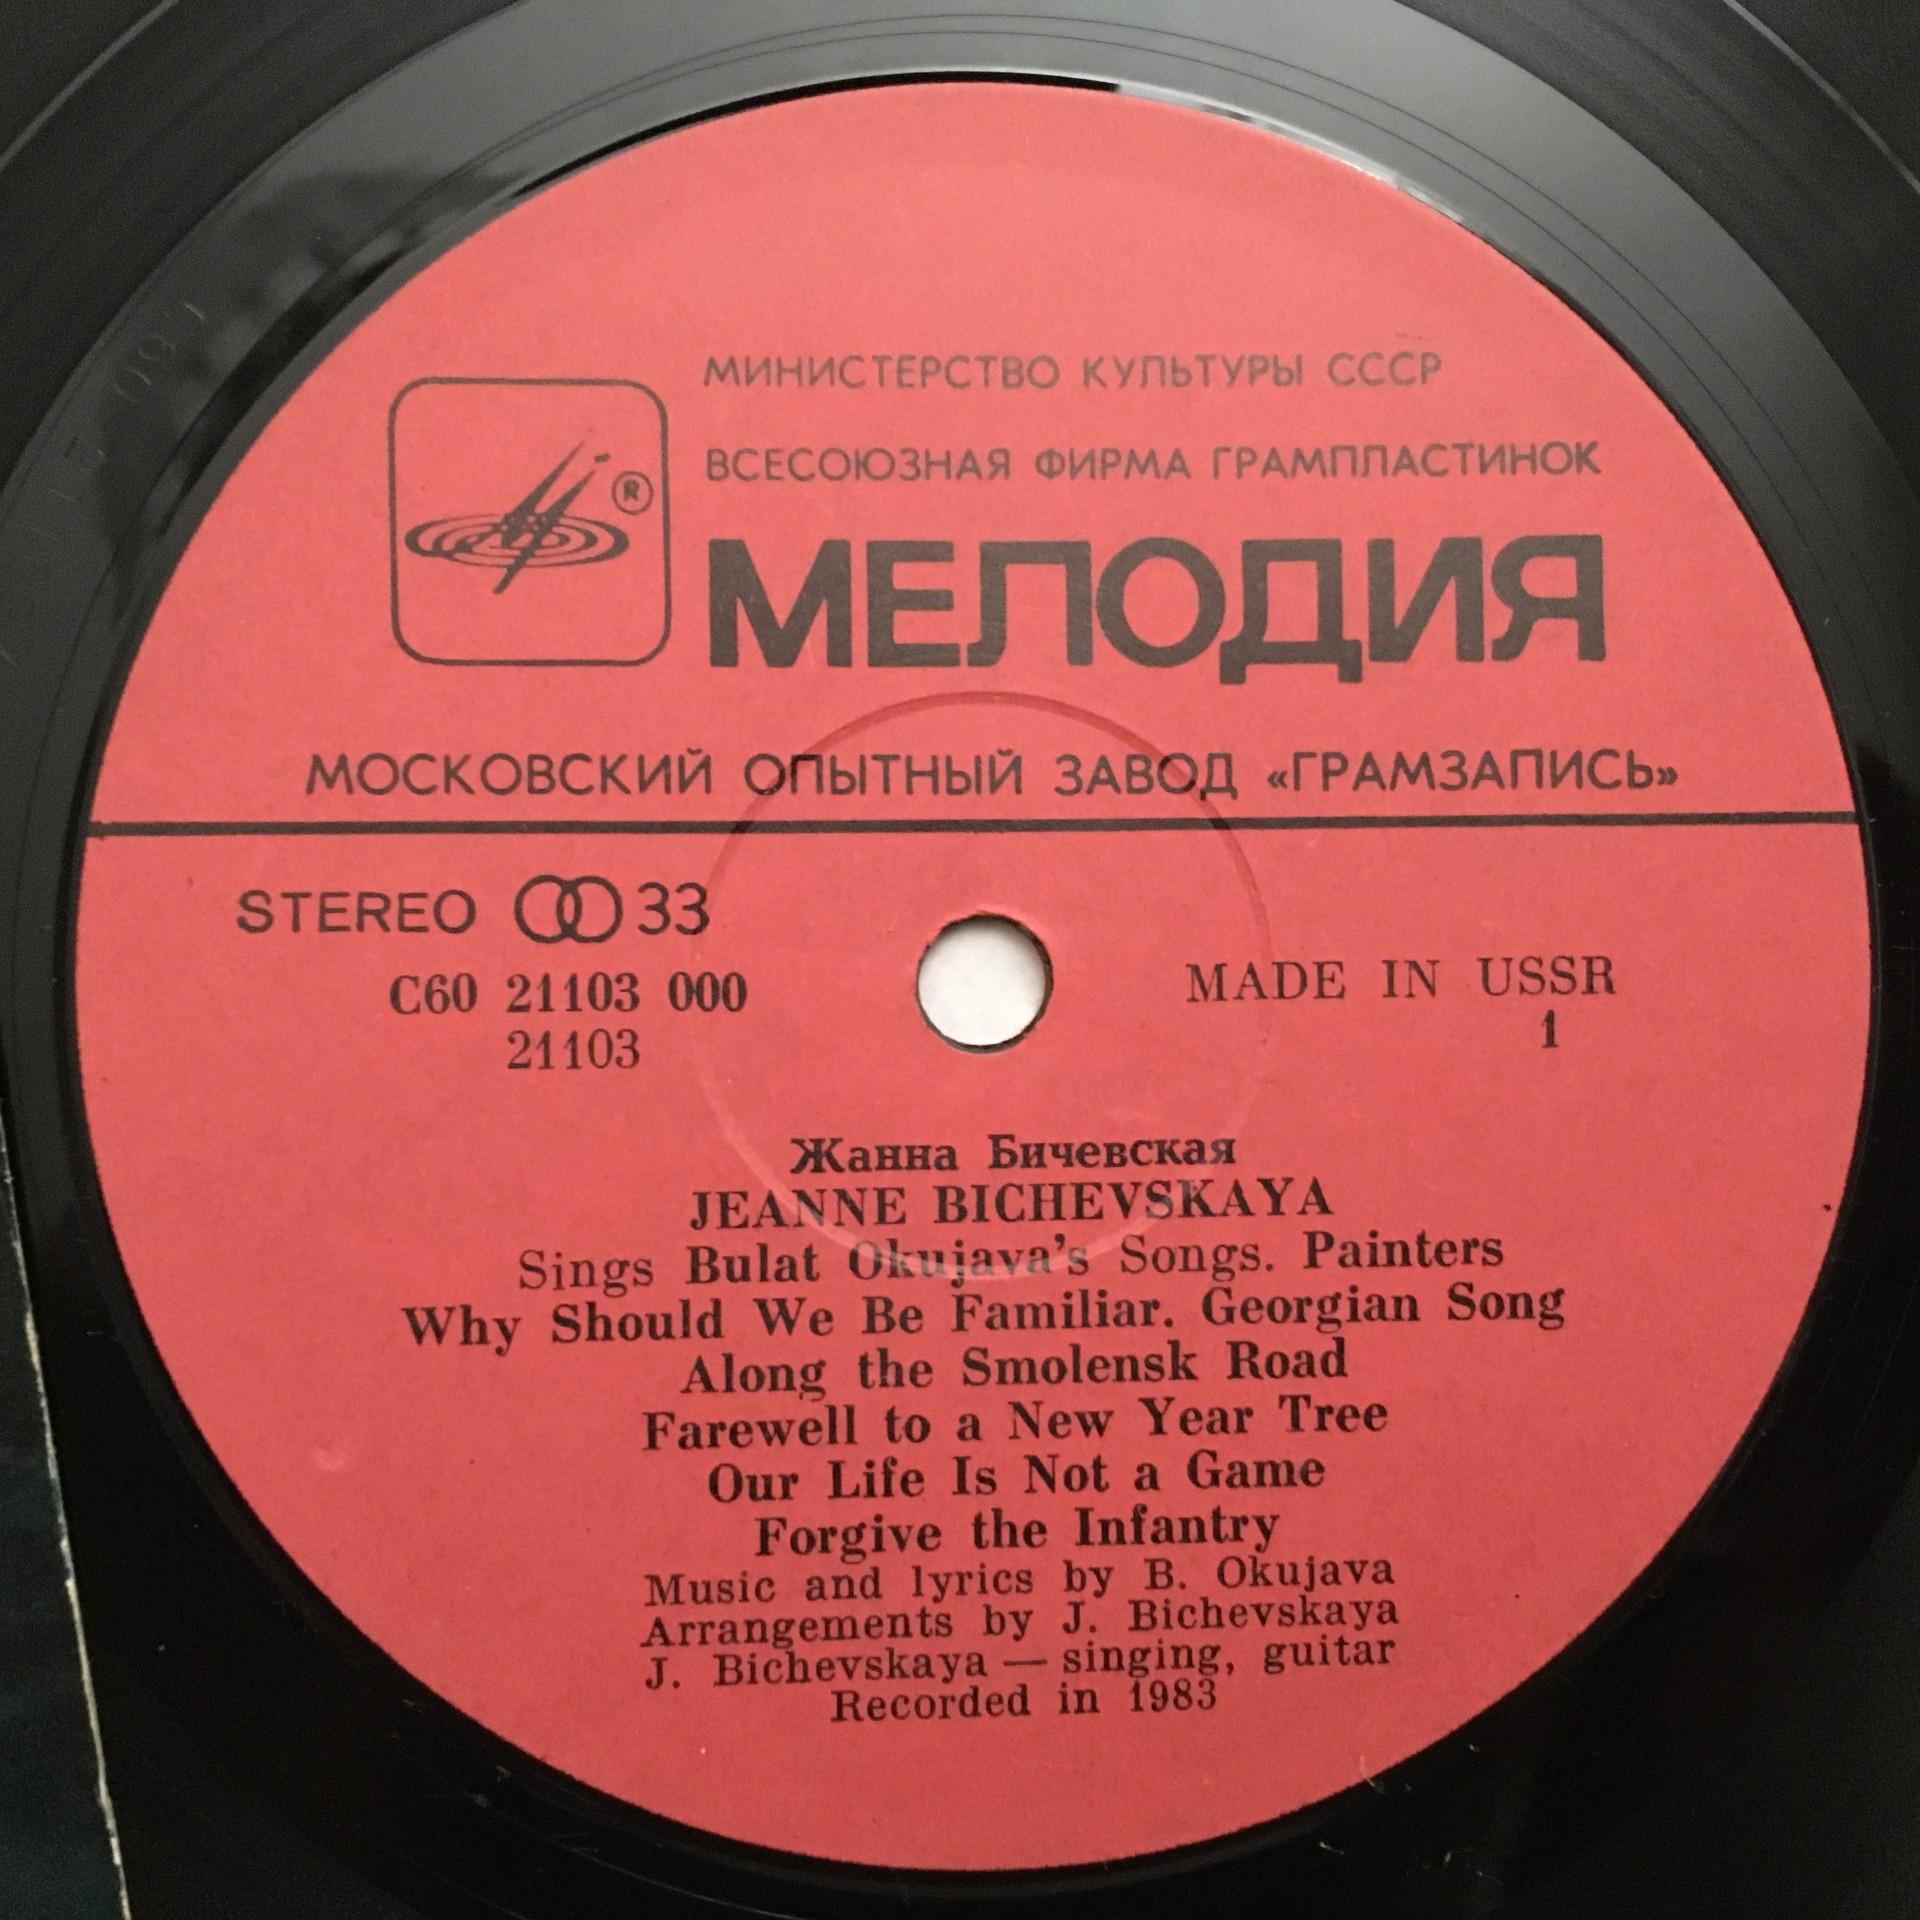 МИНИСТЕРСТВО КУЛЬТУРЫ СССР
ВСЕСОЮЗНАЯ ФИРМА ГРАМПЛАСТИНОК
®
МЕЛОДИЯ
МОСКОВСКИЙ ОПЫТНЫЙ ЗАВОД «ГРАМЗАПИСЬ»
STEREO 33
С60 21103 000
21103
MADE IN USSR
1
Жанна Бичевская
JEANNE BICHEVSKAYA
Sings Bulat Okujava's Songs. Painters
Why Should We Be Familiar. Georgian Song
Along the Smolensk Road
Farewell to a New Year Tree
Our Life Is Not a Game
Forgive the Infantry
Music and lyrics by B. Okujava
Arrangements by J. Bichevskaya
J. Bichevskaya — singing, guitar
Recorded in 1983